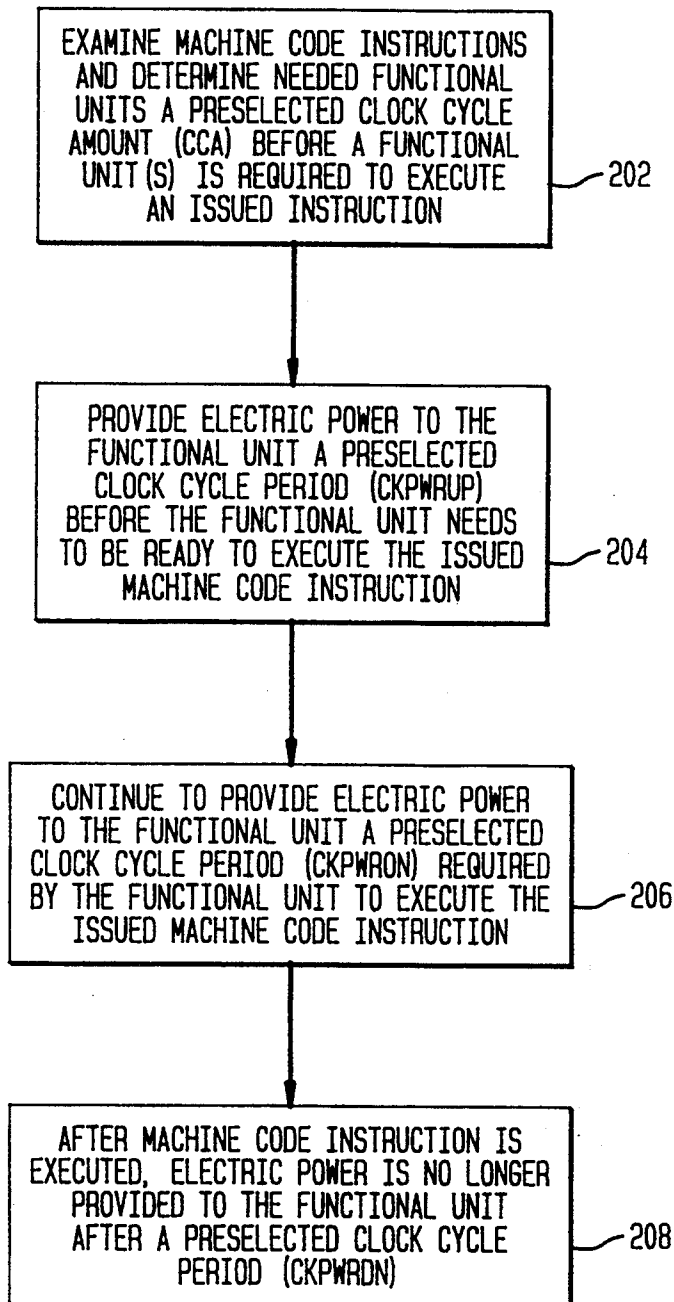 EXAMINE MACHINE CODE INSTRUCTIONS
AND DETERMINE NEEDED FUNCTIONAL
UNITS A PRESELECTED CLOCK CYCLE
AMOUNT (CCA) BEFORE A FUNCTIONAL
UNIT(S) IS REQUIRED TO EXECUTE
AN ISSUED INSTRUCTION
202
PROVIDE ELECTRIC POWER TO THE
FUNCTIONAL UNIT A PRESELECTED
CLOCK CYCLE PERIOD (CKPWRUP)
BEFORE THE FUNCTIONAL UNIT NEEDS
TO BE READY TO EXECUTE THE ISSUED
MACHINE CODE INSTRUCTION
204
CONTINUE TO PROVIDE ELECTRIC POWER
TO THE FUNCTIONAL UNIT A PRESELECTED
CLOCK CYCLE PERIOD (CKPWRON) REQUIRED
BY THE FUNCTIONAL UNIT TO EXECUTE THE
ISSUED MACHINE CODE INSTRUCTION
206
AFTER MACHINE CODE INSTRUCTION IS
EXECUTED, ELECTRIC POWER IS NO LONGER
PROVIDED TO THE FUNCTIONAL UNIT
AFTER A PRESELECTED CLOCK CYCLE
PERIOD (CKPWRDN)
208